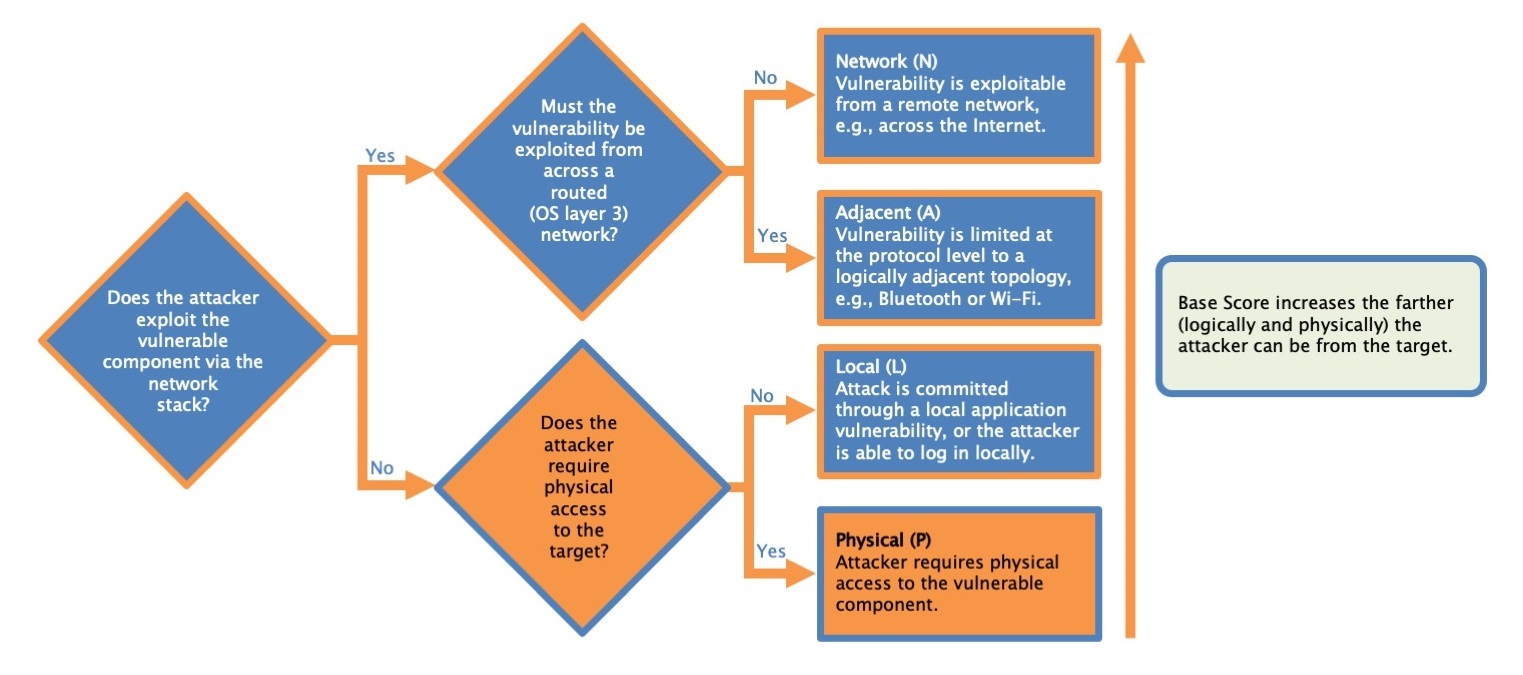 Does the attacker
exploit the
vulnerable
component via the
network
stack?
Yes
No
Must the
vulnerability be
exploited from
across a
routed
(OS layer 3)
network?
Does the
attacker
require
physical
access
to the
target?
No
Yes
No
Yes
Network (N)
Vulnerability is exploitable
from a remote network,
e.g., across the Internet.
Adjacent (A)
Vulnerability is limited at
the protocol level to a
logically adjacent topology,
e.g., Bluetooth or Wi-Fi.
Local (L)
Attack is committed
through a local application
vulnerability, or the attacker
is able to log in locally.
Physical (P)
Attacker requires physical
access to the vulnerable
component.
Base Score increases the farther
(logically and physically) the
attacker can be from the target.